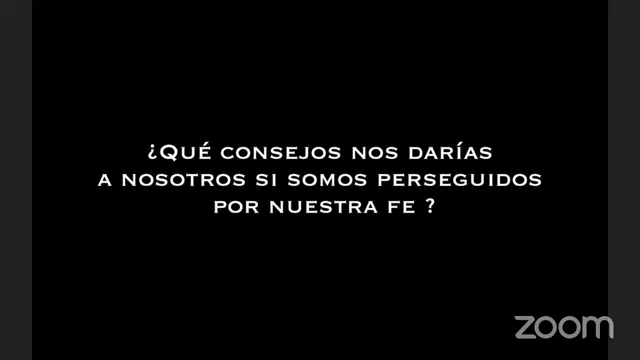 ¿QUÉ CONSEJOS NOS DARÍAS
A NOSOTROS SI SOMOS PERSEGUIDOS
POR NUESTRA FE ?
zoom